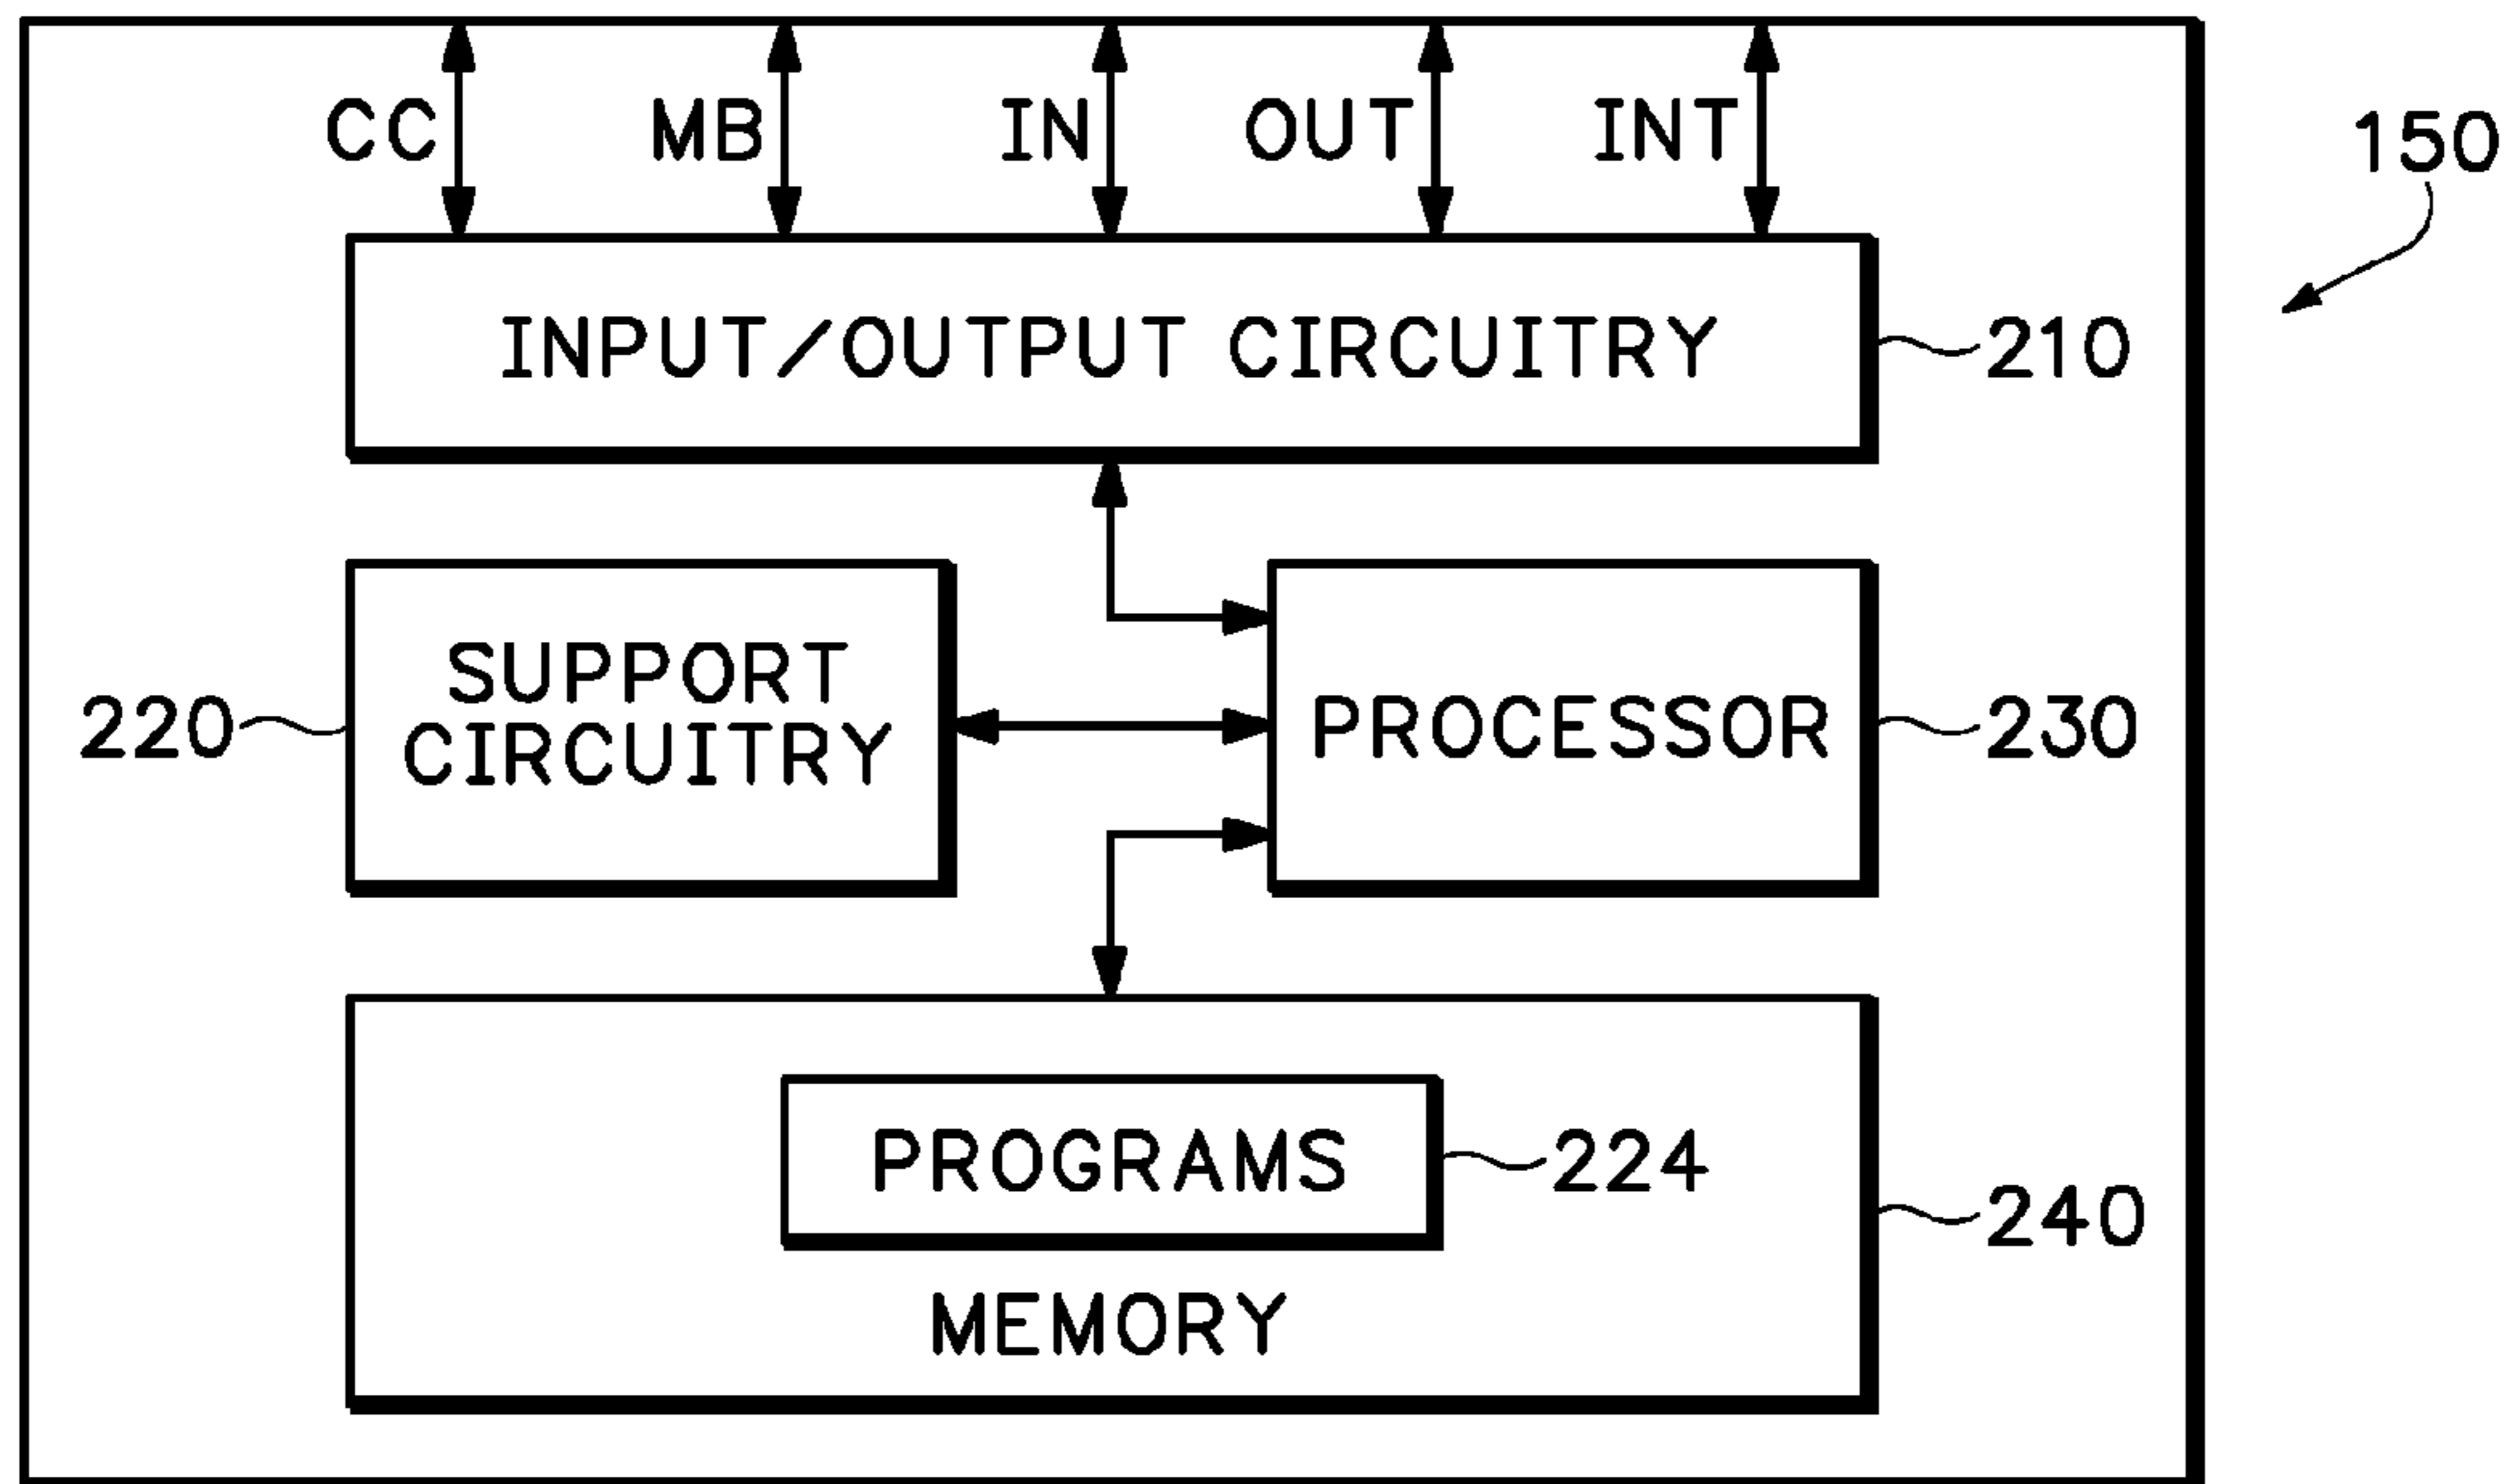 CC MB IN OUT INT
150
INPUT/OUTPUT CIRCUITRY 210
SUPPORT
CIRCUITRY
220
PROCESSOR 230
PROGRAMS 224
240
MEMORY